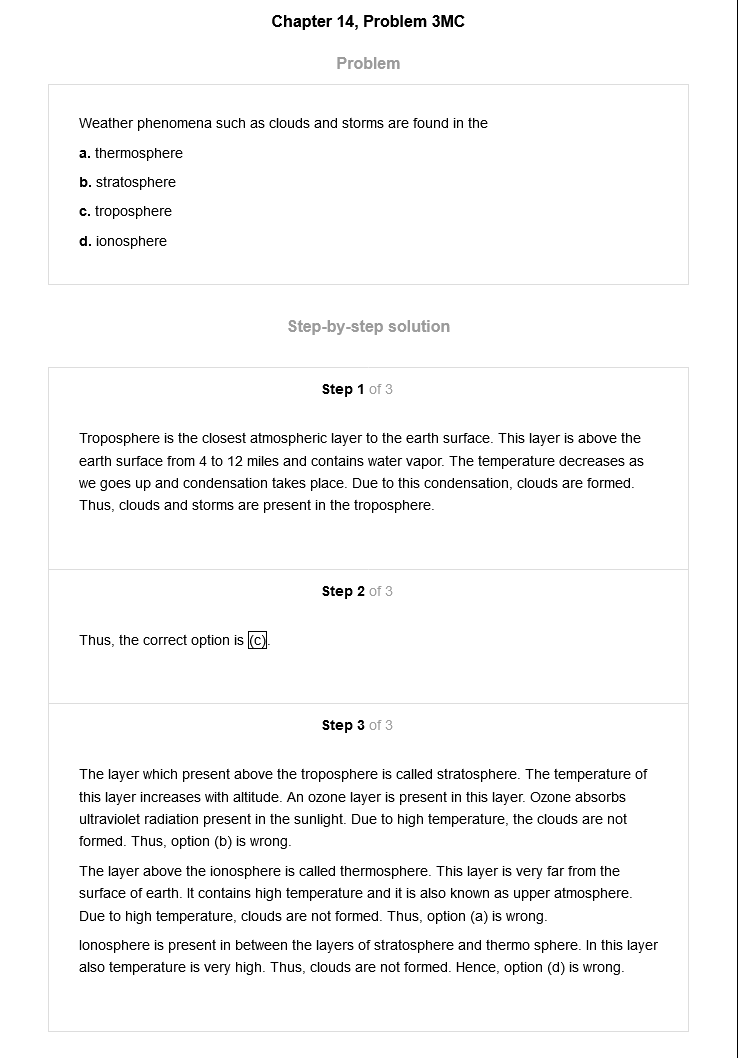 Chapter 14, Problem 3MC
Problem
Weather phenomena such as clouds and storms are found in the
a. thermosphere
b. stratosphere
c. troposphere
d. ionosphere
Step-by-step solution
Step 1 of 3
Troposphere is the closest atmospheric layer to the earth surface. This layer is above the
earth surface from 4 to 12 miles and contains water vapor. The temperature decreases as
we goes up and condensation takes place. Due to this condensation, clouds are formed.
Thus, clouds and storms are present in the troposphere.
Step 2 of 3
Thus, the correct option is (c).
Step 3 of 3
The layer which present above the troposphere is called stratosphere. The temperature of
this layer increases with altitude. An ozone layer is present in this layer. Ozone absorbs
ultraviolet radiation present in the sunlight. Due to high temperature, the clouds are not
formed. Thus, option (b) is wrong.
The layer above the ionosphere is called thermosphere. This layer is very far from the
surface of earth. It contains high temperature and it is also known as upper atmosphere.
Due to high temperature, clouds are not formed. Thus, option (a) is wrong.
Ionosphere is present in between the layers of stratosphere and thermo sphere. In this layer
also temperature is very high. Thus, clouds are not formed. Hence, option (d) is wrong.